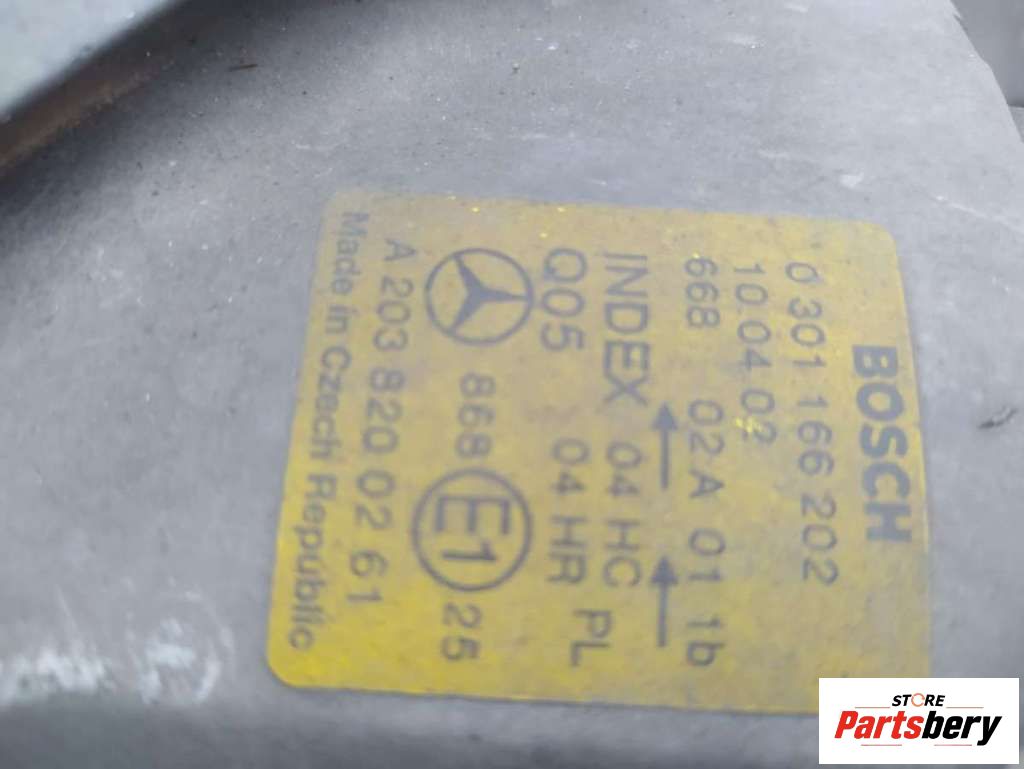 BOSCH
0 301 166 202
10.04.02
668 02 A 01 1b
INDEX 04 HC
Q05 04 HR PL
868 E1 25
A 203 820 02 61
Made in Czech Republic
STORE
Partsbery